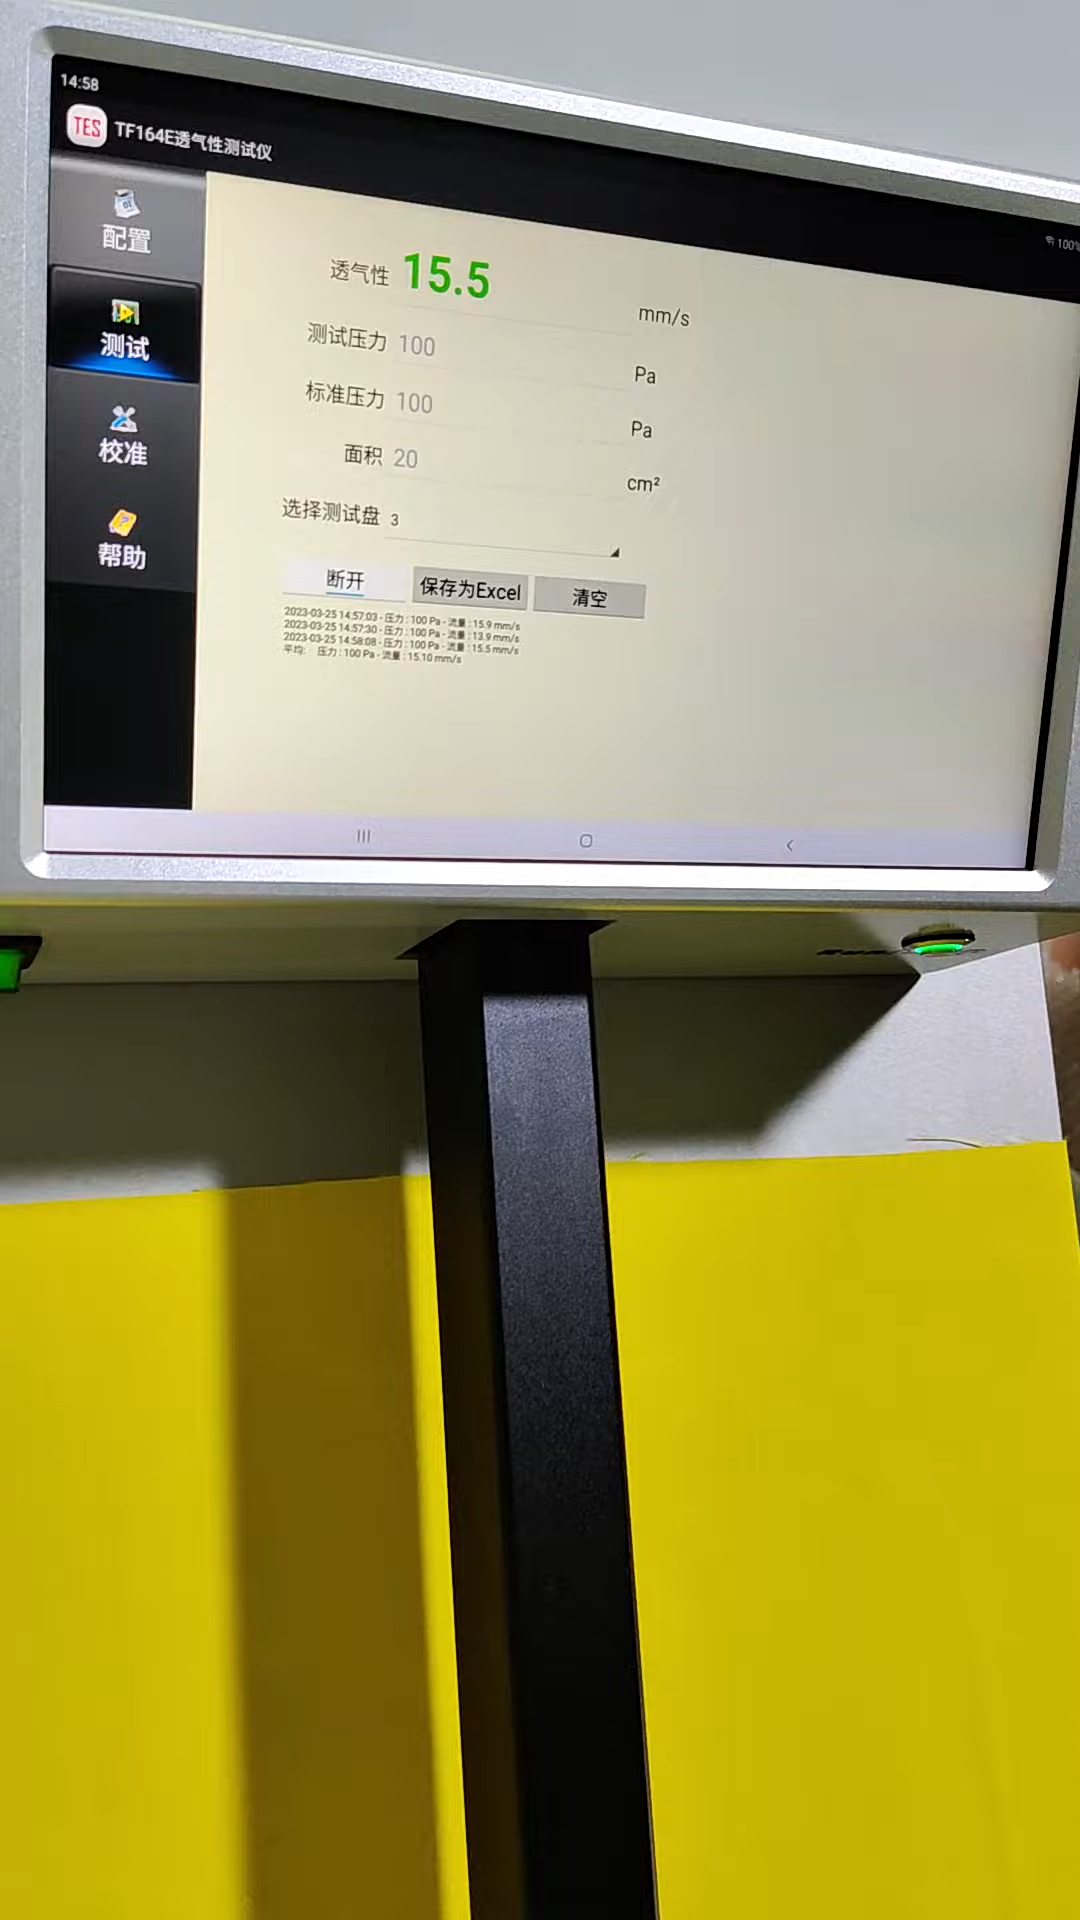 14:58
TES TF164E透气性测试仪
100%
配置
测试
校准
帮助
透气性 15.5 mm/s
测试压力 100 Pa
标准压力 100 Pa
面积 20 cm²
选择测试盘 3
断开 保存为Excel 清空
2023-03-25 14:57:03 - 压力 : 100 Pa - 流量 : 15.9 mm/s
2023-03-25 14:57:30 - 压力 : 100 Pa - 流量 : 13.9 mm/s
2023-03-25 14:58:08 - 压力 : 100 Pa - 流量 : 15.5 mm/s
平均: 压力 : 100 Pa - 流量 : 15.10 mm/s